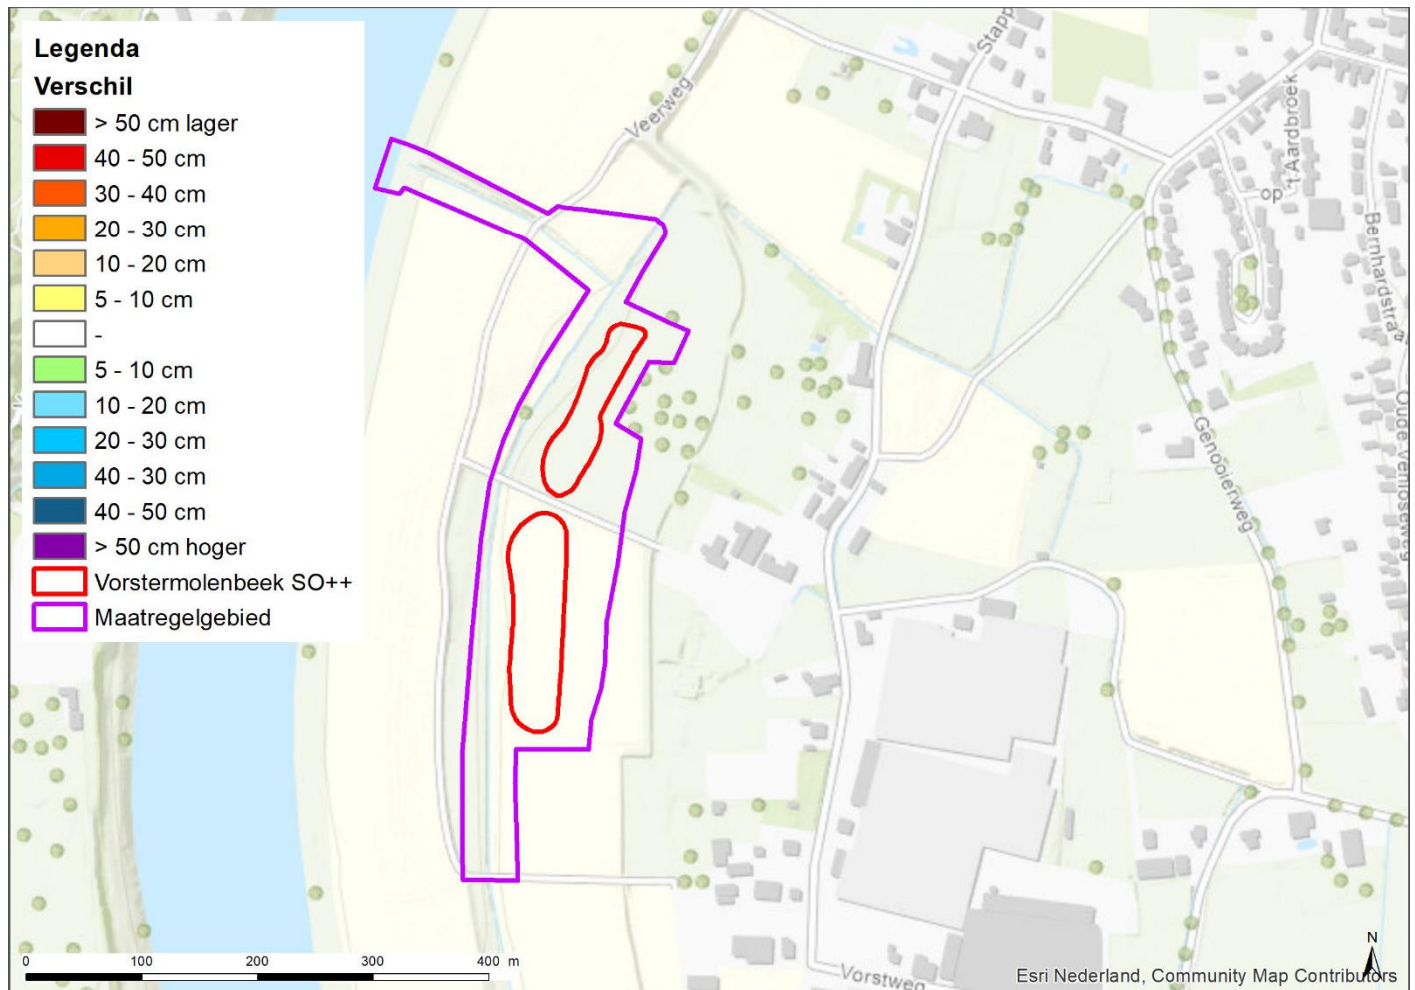 Legenda
Verschil
> 50 cm lager
40 - 50 cm
30 - 40 cm
20 - 30 cm
10 - 20 cm
5 - 10 cm
-
5 - 10 cm
10 - 20 cm
20 - 30 cm
40 - 30 cm
40 - 50 cm
> 50 cm hoger
Vorstermolenbeek SO++
Maatregelgebied
Veerweg
Stapp
't Aardbroek
op
Bernhardstraat
Genooierweg
Oude Venloseweg
Vorstweg
0 100 200 300 400 m
N
Esri Nederland, Community Map Contributors